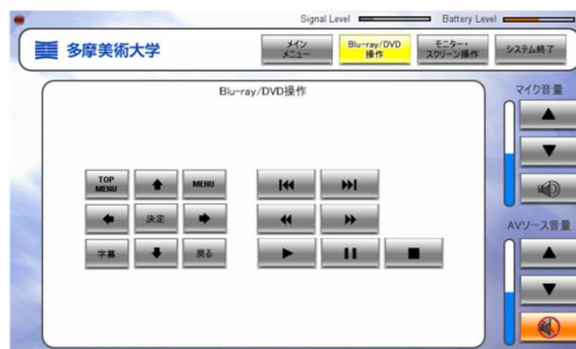 Signal Level
Battery Level
多摩美術大学
メイン
メニュー
Blu-ray/DVD
操作
モニター・
スクリーン操作
システム終了
Blu-ray/DVD操作
マイク音量
TOP
MENU
MENU
決定
字幕
戻る
AVソース音量